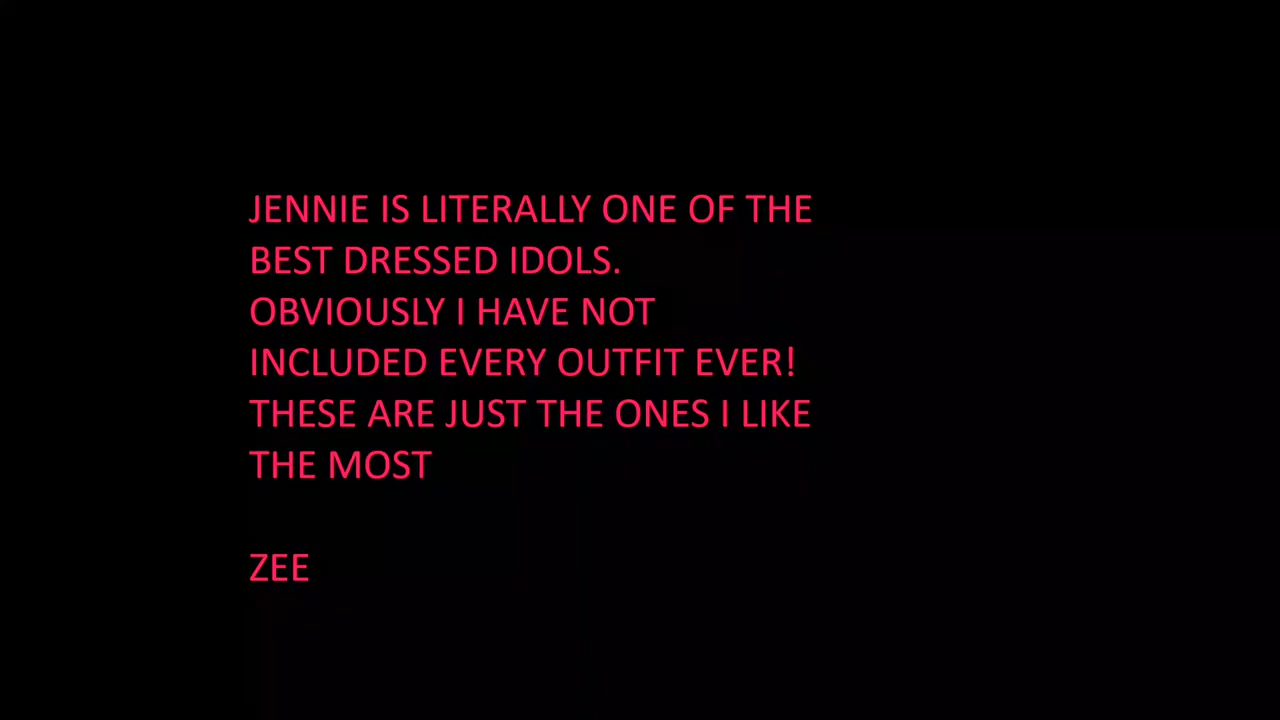 JENNIE IS LITERALLY ONE OF THE
BEST DRESSED IDOLS.
OBVIOUSLY I HAVE NOT
INCLUDED EVERY OUTFIT EVER!
THESE ARE JUST THE ONES I LIKE
THE MOST
ZEE